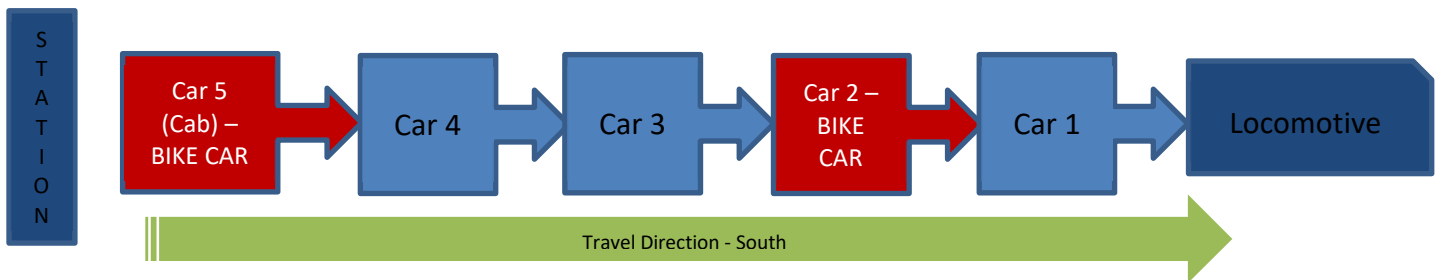 S
T
A
T
I
O
N
Car 5
(Cab) –
BIKE CAR
Car 4
Car 3
Car 2 –
BIKE
CAR
Car 1
Locomotive
Travel Direction - South